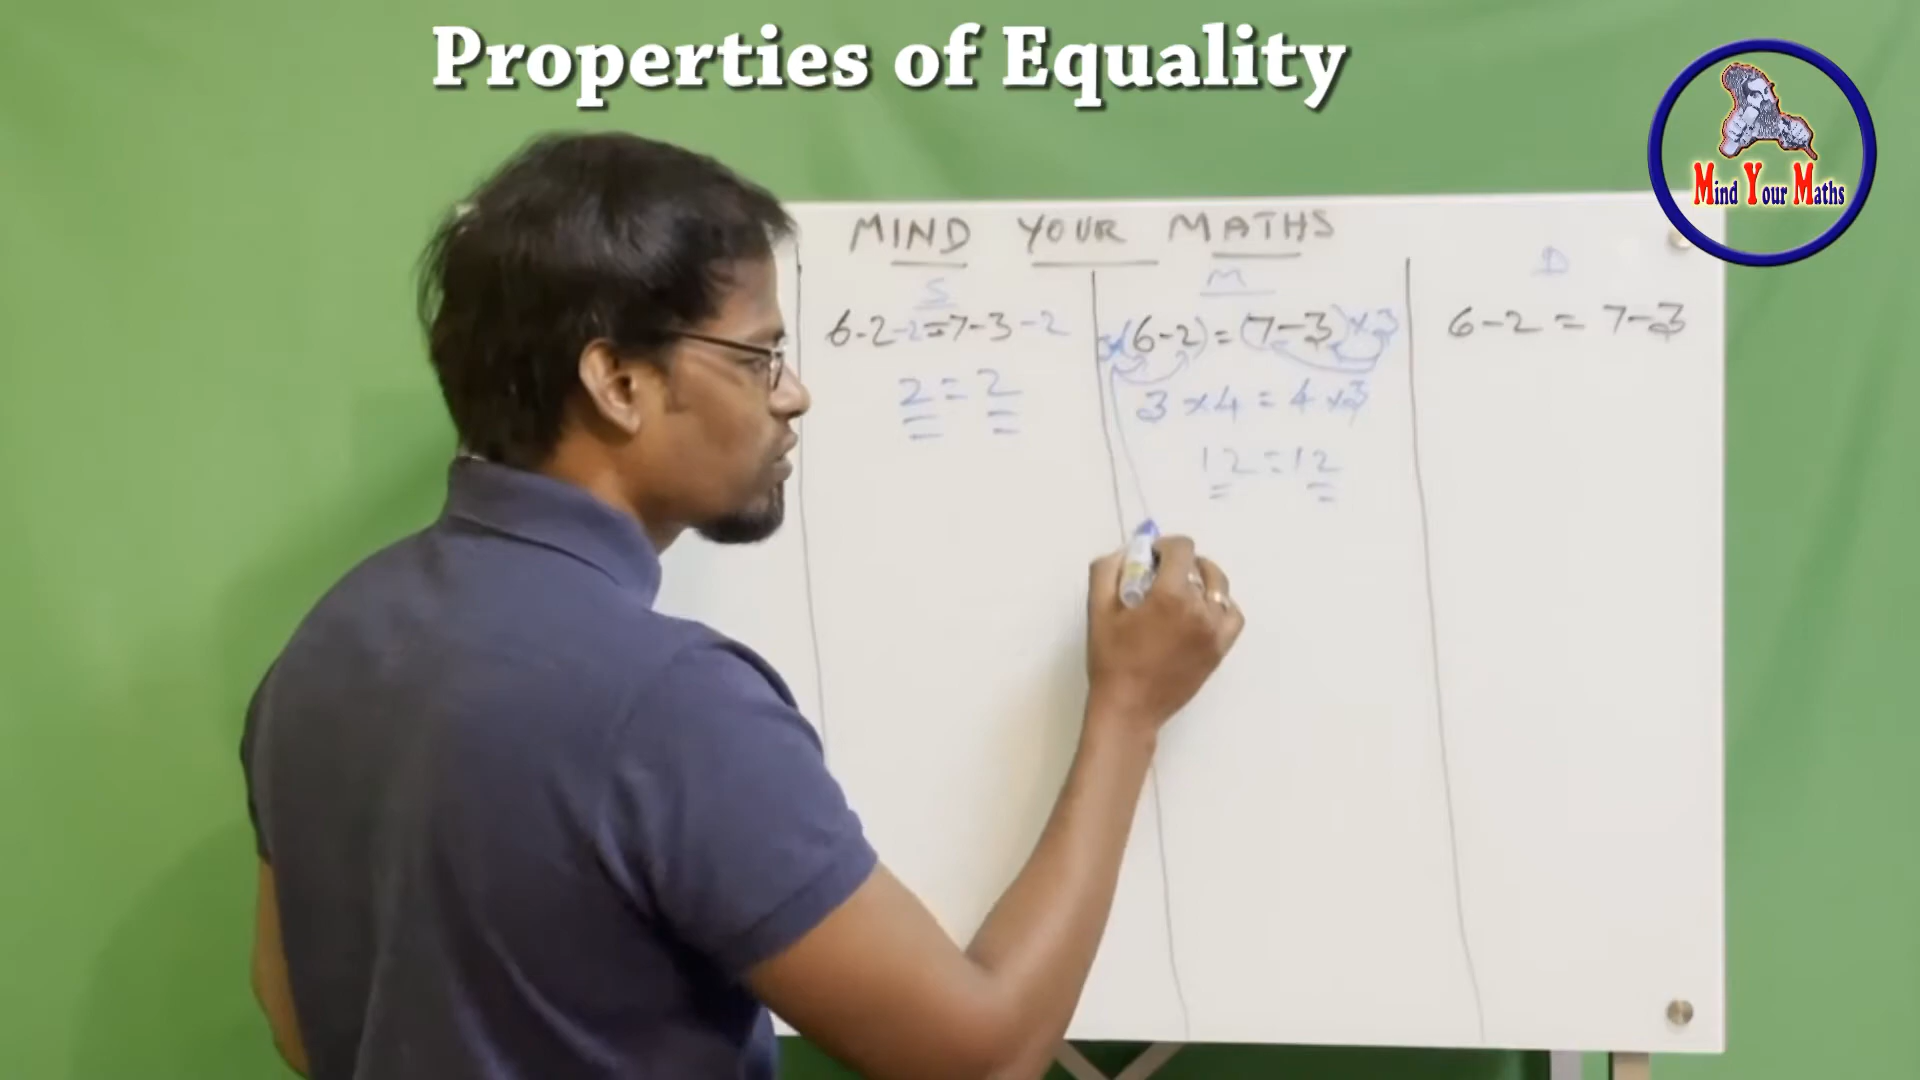 Properties of Equality
Mind Your Maths
MIND YOUR MATHS
S
6-2-2=7-3-2
2=2
M
3×(6-2)=(7-3)×3
3×4=4×3
12=12
D
6-2=7-3